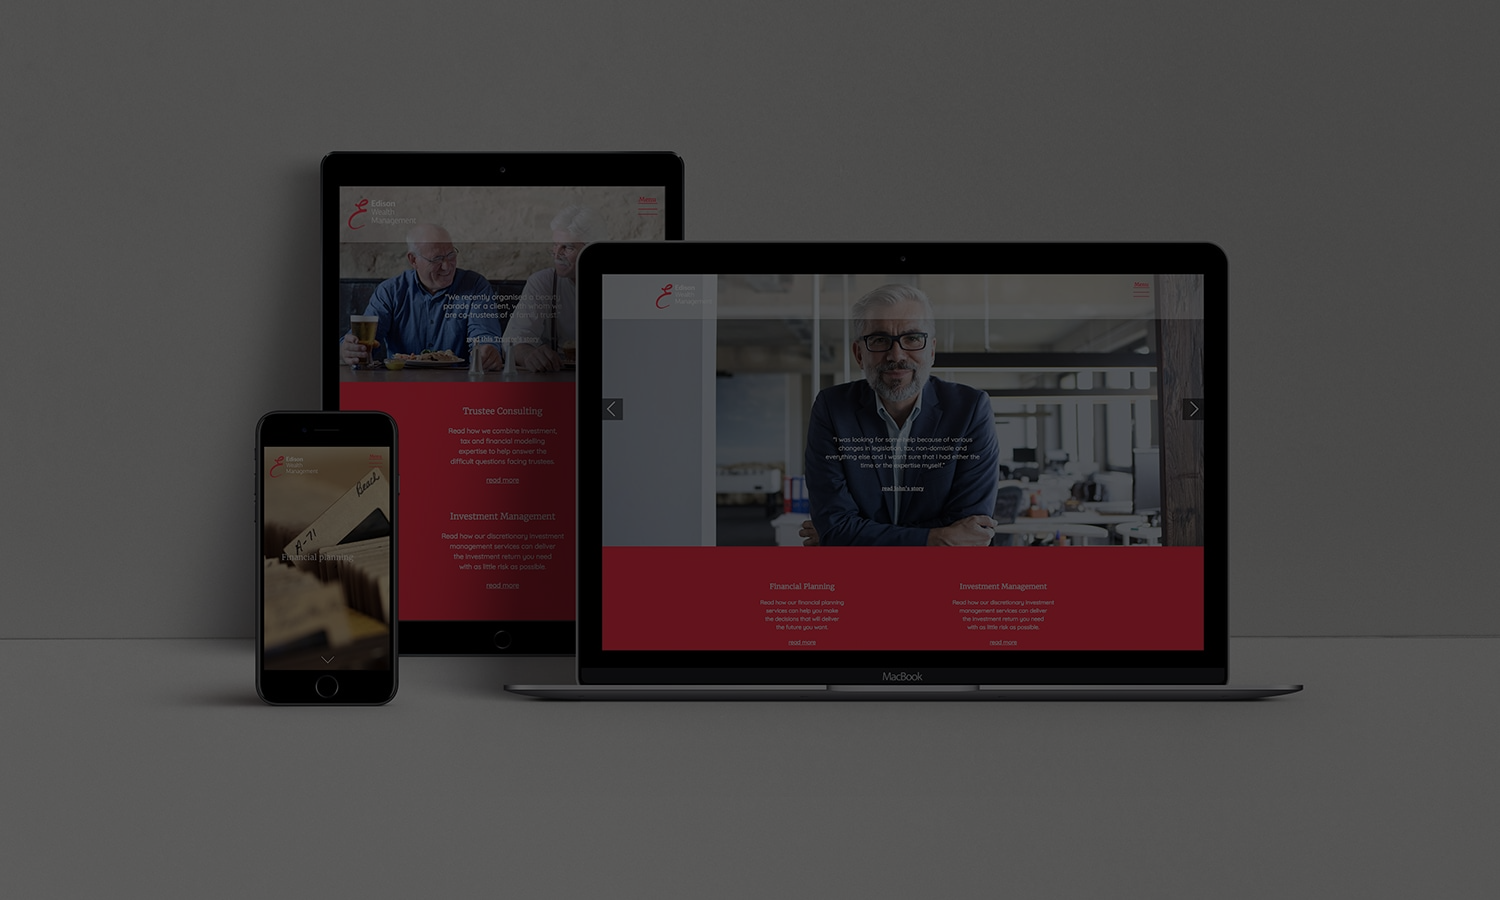 Edison
Wealth
Management
Menu
"We recently organised a beauty
parade for a client, with whom we
are co-trustees of a family trust."
read this Trustee's story
Trustee Consulting
Read how we combine investment,
tax and financial modelling
expertise to help answer the
difficult questions facing trustees.
read more
Investment Management
Read how our discretionary investment
management services can deliver
the investment return you need
with as little risk as possible.
read more
Edison
Wealth
Management
Menu
Beach
A-71
Financial planning
Edison
Wealth
Management
Menu
"I was looking for some help because of various
changes in legislation, tax, non-domicile and
everything else and I wasn't sure that I had either the
time or the expertise myself."
read John's story
Financial Planning
Read how our financial planning
services can help you make
the decisions that will deliver
the future you want.
read more
Investment Management
Read how our discretionary investment
management services can deliver
the investment return you need
with as little risk as possible.
read more
MacBook